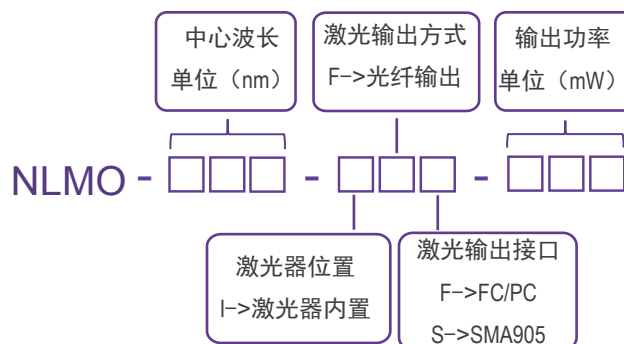 中心波长
单位（nm）
激光输出方式
F->光纤输出
输出功率
单位（mW）
NLMO - □□□ - □□□ - □□□
激光器位置
I->激光器内置
激光输出接口
F->FC/PC
S->SMA905